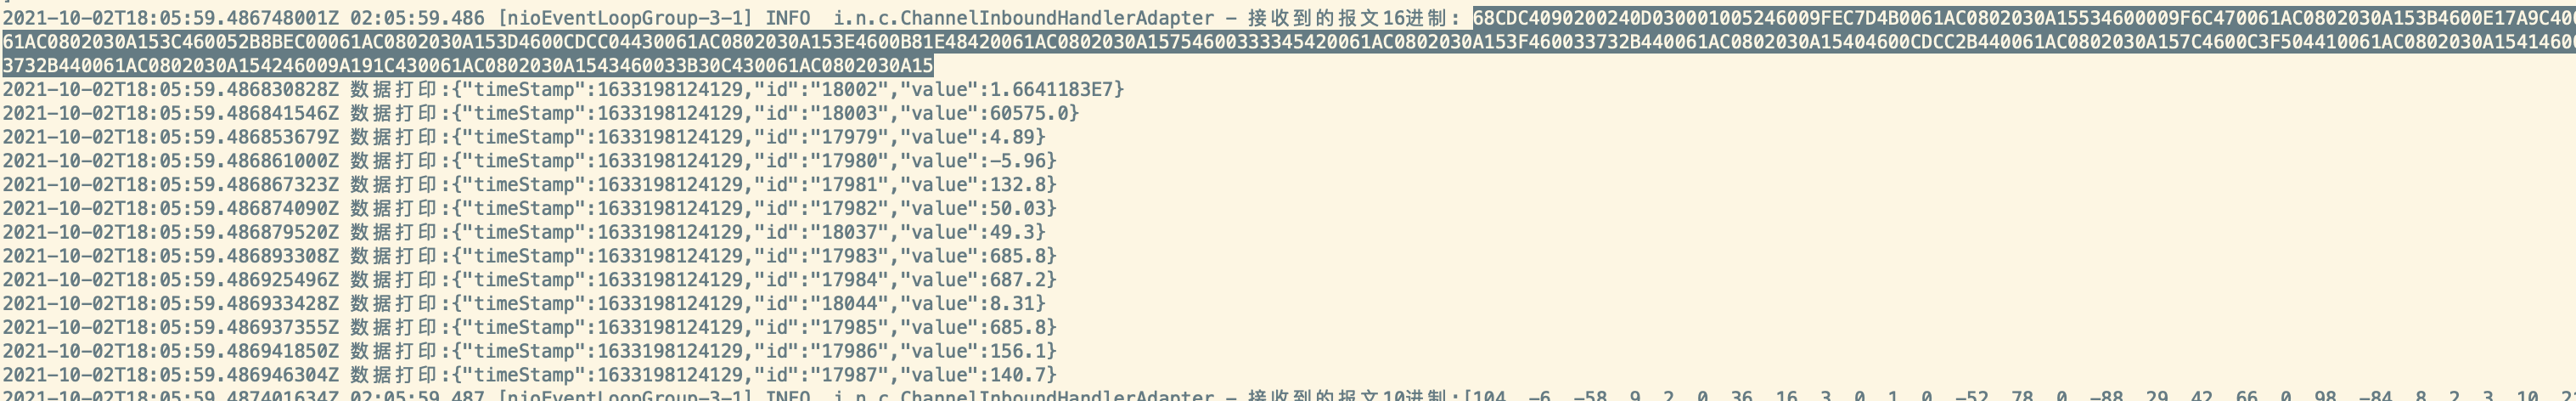 2021-10-02T18:05:59.486748001Z 02:05:59.486 [nioEventLoopGroup-3-1] INFO  i.n.c.ChannelInboundHandlerAdapter - 接收到的报文16进制: 68CDC4090200240D030001005246009FEC7D4B0061AC0802030A15534600009F6C470061AC0802030A153B4600E17A9C400
61AC0802030A153C460052B8BEC00061AC0802030A153D4600CDCC04430061AC0802030A153E4600B81E48420061AC0802030A157546003333345420061AC0802030A153F460033732B440061AC0802030A15404600CDCC2B440061AC0802030A157C4600C3F504410061AC0802030A15414600
3732B440061AC0802030A154246009A191C430061AC0802030A1543460033B30C430061AC0802030A15
2021-10-02T18:05:59.486830828Z 数据打印:{"timeStamp":1633198124129,"id":"18002","value":1.6641183E7}
2021-10-02T18:05:59.486841546Z 数据打印:{"timeStamp":1633198124129,"id":"18003","value":60575.0}
2021-10-02T18:05:59.486853679Z 数据打印:{"timeStamp":1633198124129,"id":"17979","value":4.89}
2021-10-02T18:05:59.486861000Z 数据打印:{"timeStamp":1633198124129,"id":"17980","value":-5.96}
2021-10-02T18:05:59.486867323Z 数据打印:{"timeStamp":1633198124129,"id":"17981","value":132.8}
2021-10-02T18:05:59.486874090Z 数据打印:{"timeStamp":1633198124129,"id":"17982","value":50.03}
2021-10-02T18:05:59.486879520Z 数据打印:{"timeStamp":1633198124129,"id":"18037","value":49.3}
2021-10-02T18:05:59.486893308Z 数据打印:{"timeStamp":1633198124129,"id":"17983","value":685.8}
2021-10-02T18:05:59.486925496Z 数据打印:{"timeStamp":1633198124129,"id":"17984","value":687.2}
2021-10-02T18:05:59.486933428Z 数据打印:{"timeStamp":1633198124129,"id":"18044","value":8.31}
2021-10-02T18:05:59.486937355Z 数据打印:{"timeStamp":1633198124129,"id":"17985","value":685.8}
2021-10-02T18:05:59.486941850Z 数据打印:{"timeStamp":1633198124129,"id":"17986","value":156.1}
2021-10-02T18:05:59.486946304Z 数据打印:{"timeStamp":1633198124129,"id":"17987","value":140.7}
2021-10-02T18:05:59.487401634Z 02:05:59.487 [nioEventLoopGroup-3-1] INFO  i.n.c.ChannelInboundHandlerAdapter - 接收到的报文10进制:[104, -6, -58, 9, 2, 0, 36, 16, 3, 0, 1, 0, -52, 78, 0, -88, 29, 42, 66, 0, 98, -84, 8, 2, 3, 10,